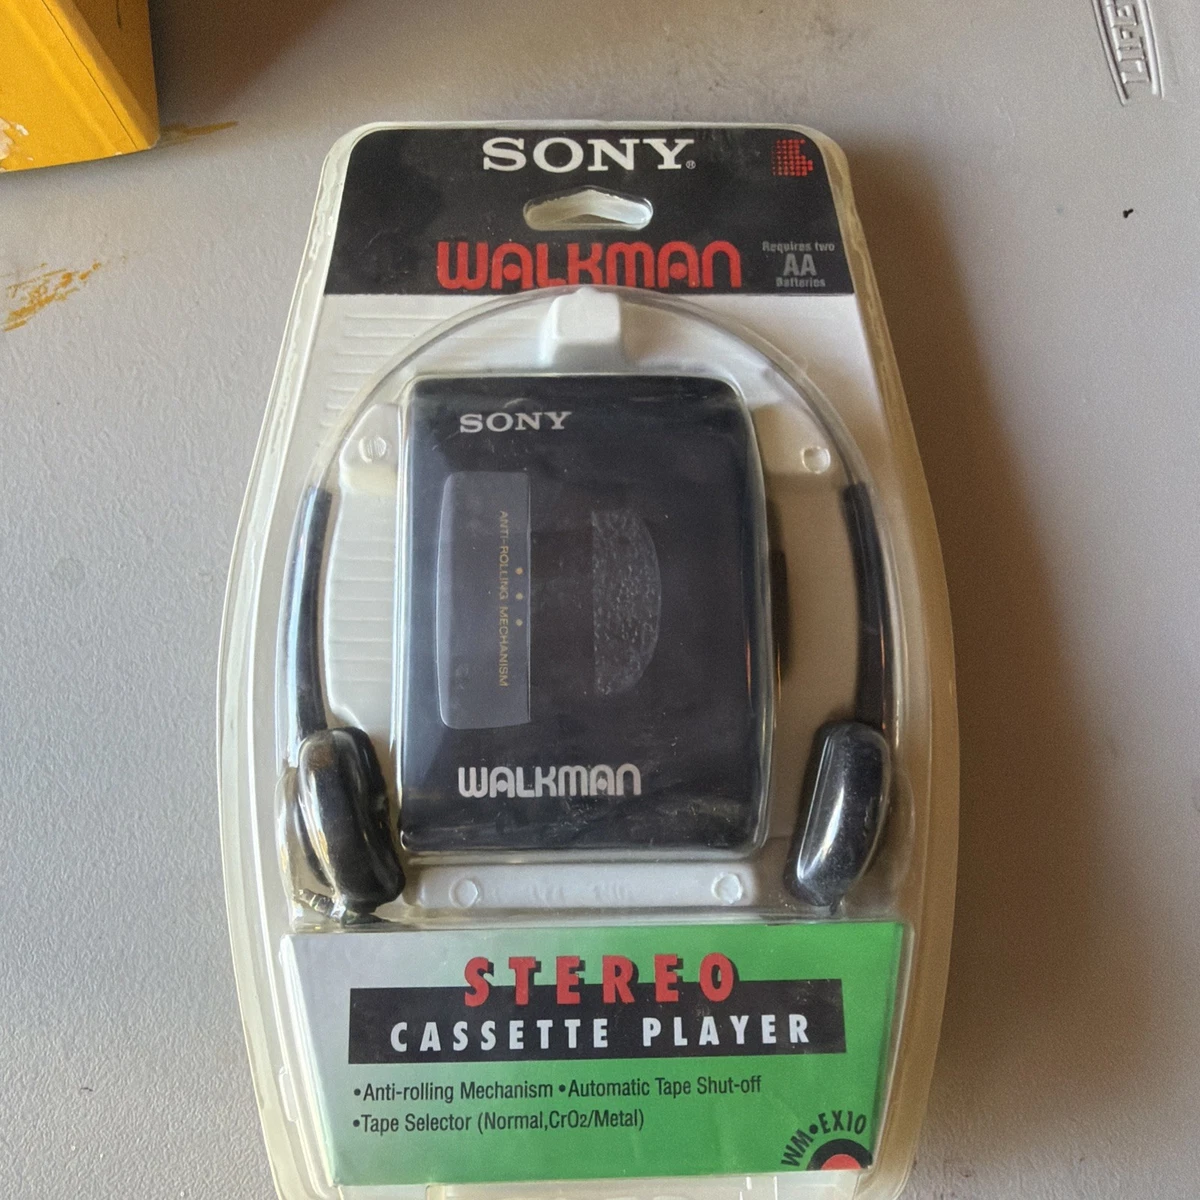 LIFE
SONY®
WALKMAN
Requires two
AA
Batteries
SONY
ANTI-ROLLING MECHANISM
WALKMAN
STEREO
CASSETTE PLAYER
•Anti-rolling Mechanism •Automatic Tape Shut-off
•Tape Selector (Normal,CrO2/Metal)
WM•EX10